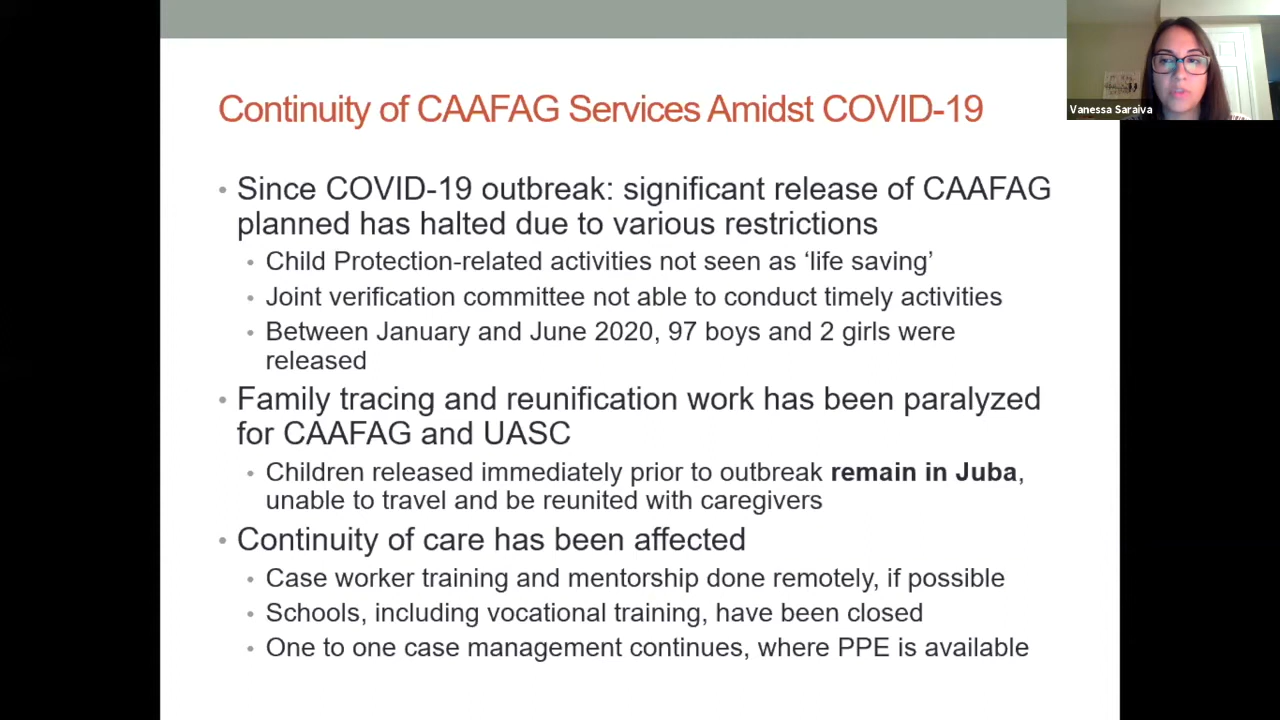 Continuity of CAAFAG Services Amidst COVID-19
Vanessa Saraiva
• Since COVID-19 outbreak: significant release of CAAFAG
planned has halted due to various restrictions
• Child Protection-related activities not seen as ‘life saving’
• Joint verification committee not able to conduct timely activities
• Between January and June 2020, 97 boys and 2 girls were
released
• Family tracing and reunification work has been paralyzed
for CAAFAG and UASC
• Children released immediately prior to outbreak remain in Juba,
unable to travel and be reunited with caregivers
• Continuity of care has been affected
• Case worker training and mentorship done remotely, if possible
• Schools, including vocational training, have been closed
• One to one case management continues, where PPE is available